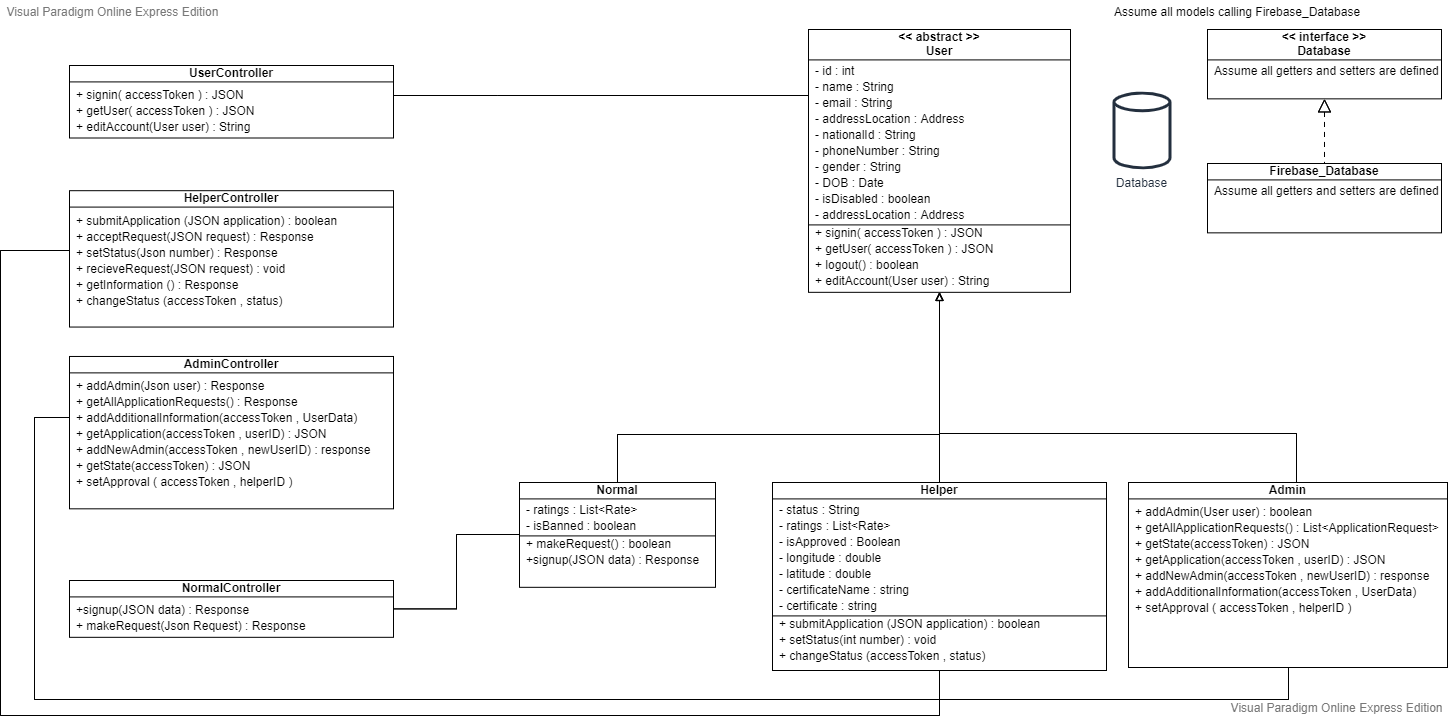 Visual Paradigm Online Express Edition
UserController
+ signin( accessToken ) : JSON
+ getUser( accessToken ) : JSON
+ editAccount(User user) : String
HelperController
+ submitApplication (JSON application) : boolean
+ acceptRequest(JSON request) : Response
+ setStatus(Json number) : Response
+ recieveRequest(JSON request) : void
+ getInformation () : Response
+ changeStatus (accessToken , status)
AdminController
+ addAdmin(Json user) : Response
+ getAllApplicationRequests() : Response
+ addAdditionalInformation(accessToken , UserData)
+ getApplication(accessToken , userID) : JSON
+ addNewAdmin(accessToken , newUserID) : response
+ getState(accessToken) : JSON
+ setApproval ( accessToken , helperID )
NormalController
+signup(JSON data) : Response
+ makeRequest(Json Request) : Response
<< abstract >>
User
- id : int
- name : String
- email : String
- addressLocation : Address
- nationalId : String
- phoneNumber : String
- gender : String
- DOB : Date
- isDisabled : boolean
- addressLocation : Address
+ signin( accessToken ) : JSON
+ getUser( accessToken ) : JSON
+ logout() : boolean
+ editAccount(User user) : String
Assume all models calling Firebase_Database
Database
<< interface >>
Database
Assume all getters and setters are defined
Firebase_Database
Assume all getters and setters are defined
Normal
- ratings : List<Rate>
- isBanned : boolean
+ makeRequest() : boolean
+signup(JSON data) : Response
Helper
- status : String
- ratings : List<Rate>
- isApproved : Boolean
- longitude : double
- latitude : double
- certificateName : string
- certificate : string
+ submitApplication (JSON application) : boolean
+ setStatus(int number) : void
+ changeStatus (accessToken , status)
Admin
+ addAdmin(User user) : boolean
+ getAllApplicationRequests() : List<ApplicationRequest>
+ getState(accessToken) : JSON
+ getApplication(accessToken , userID) : JSON
+ addNewAdmin(accessToken , newUserID) : response
+ addAdditionalInformation(accessToken , UserData)
+ setApproval ( accessToken , helperID )
Visual Paradigm Online Express Edition